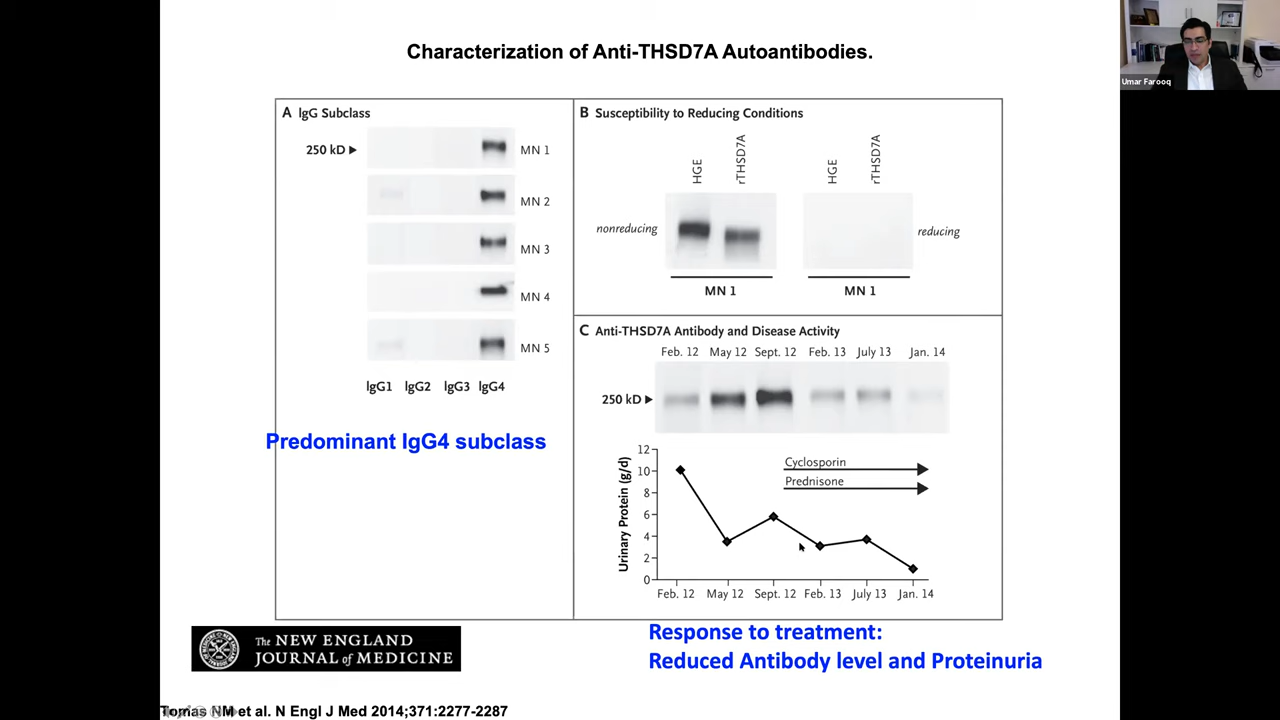 Characterization of Anti-THSD7A Autoantibodies.
Umar Farooq
A IgG Subclass
250 kD
MN 1
MN 2
MN 3
MN 4
MN 5
IgG1 IgG2 IgG3 IgG4
Predominant IgG4 subclass
B Susceptibility to Reducing Conditions
HGE rTHSD7A HGE rTHSD7A
nonreducing reducing
MN 1 MN 1
C Anti-THSD7A Antibody and Disease Activity
Feb. 12 May 12 Sept. 12 Feb. 13 July 13 Jan. 14
250 kD
Urinary Protein (g/d)
12
10
8
6
4
2
0
Cyclosporin
Prednisone
Feb. 12 May 12 Sept. 12 Feb. 13 July 13 Jan. 14
Response to treatment:
Reduced Antibody level and Proteinuria
The NEW ENGLAND
JOURNAL of MEDICINE
Tomas NM et al. N Engl J Med 2014;371:2277-2287